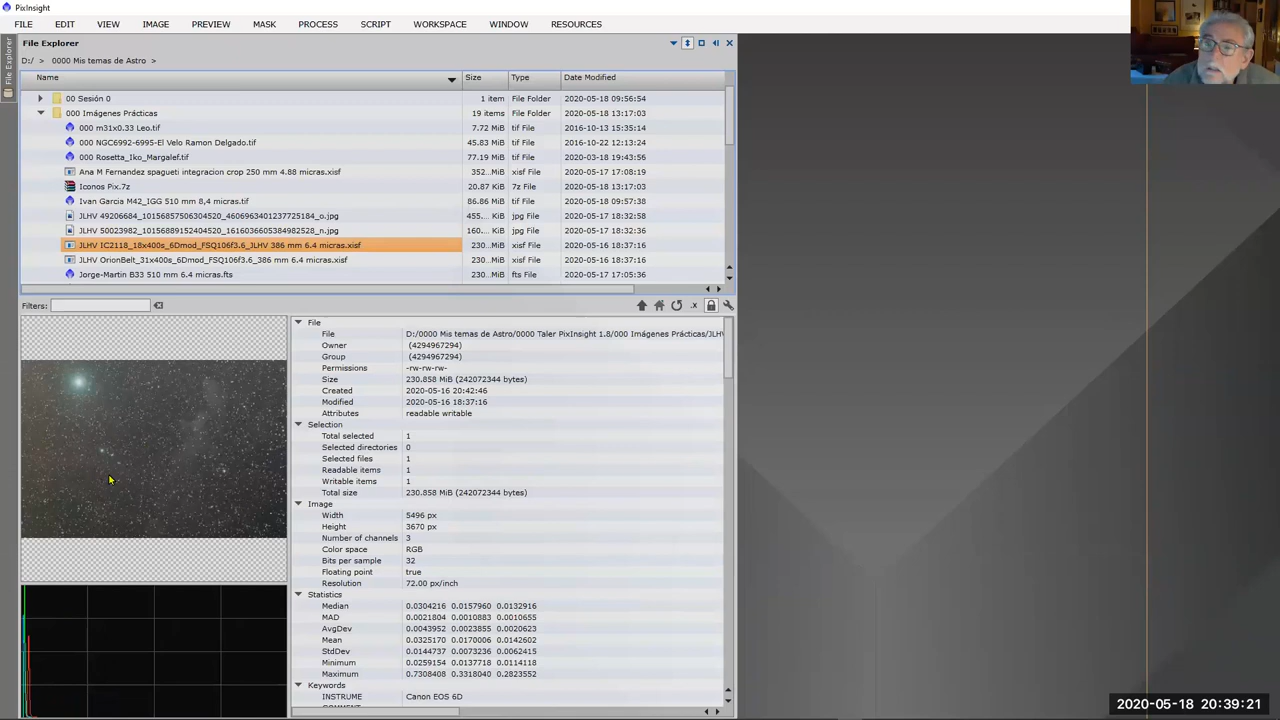 PixInsight
FILE EDIT VIEW IMAGE PREVIEW MASK PROCESS SCRIPT WORKSPACE WINDOW RESOURCES
File Explorer
File Explorer
D:/ > 0000 Mis temas de Astro >
Name Size Type Date Modified
00 Sesión 0 1 item File Folder 2020-05-18 09:56:54
000 Imágenes Prácticas 19 items File Folder 2020-05-18 13:17:03
000 m31x0.33 Leo.tif 7.72 MiB tif File 2016-10-13 15:35:14
000 NGC6992-6995-El Velo Ramon Delgado.tif 45.83 MiB tif File 2016-10-22 12:13:24
000 Rosetta_Iko_Margalef.tif 77.19 MiB tif File 2020-03-18 19:43:56
Ana M Fernandez spagueti integracion crop 250 mm 4.88 micras.xisf 352...MiB xisf File 2020-05-17 17:08:19
Iconos Pix.7z 20.87 KiB 7z File 2020-05-18 13:17:03
Ivan Garcia M42_IGG 510 mm 8,4 micras.tif 86.86 MiB tif File 2020-05-18 09:57:38
JLHV 49206684_10156857506304520_4606963401237725184_o.jpg 455... KiB jpg File 2020-05-17 18:32:58
JLHV 50023982_10156916048304520_1616036605384982528_n.jpg 160... KiB jpg File 2020-05-17 18:32:59
JLHV IC2118_18x400s_6Dmod_FSQ106f3.6_JLHV 386 mm 6.4 micras.xisf 230...MiB xisf File 2020-05-16 18:37:16
JLHV OrionBelt_31x400s_6Dmod_FSQ106f3.6_386 mm 6.4 micras.xisf 230...MiB xisf File 2020-05-16 18:37:16
Jorge-Martin B33 510 mm 6.4 micras.fts 232...MiB fts File 2020-05-17 17:05:36
Filters: .x
File
File D:/0000 Mis temas de Astro/0000 Taler PixInsight 1.8/000 Imágenes Prácticas/JLHV
Owner (4294967294)
Group (4294967294)
Permissions -rw-rw-rw-
Size 230.858 MiB (242072344 bytes)
Created 2020-05-16 20:42:46
Modified 2020-05-16 18:37:16
Attributes readable writable
Selection
Total selected 1
Selected directories 0
Selected files 1
Readable items 1
Writable items 1
Total size 230.858 MiB (242072344 bytes)
Image
Width 5496 px
Height 3670 px
Number of channels 3
Color space RGB
Bits per sample 32
Floating point true
Resolution 72.00 px/inch
Statistics
Median 0.0304216 0.0157960 0.0132916
MAD 0.0021804 0.0010883 0.0010655
AvgDev 0.0043952 0.0023855 0.0020623
Mean 0.0325170 0.0170006 0.0142602
StdDev 0.0144737 0.0073236 0.0062415
Minimum 0.0259154 0.0137718 0.0114118
Maximum 0.7308408 0.3318040 0.2823552
Keywords
INSTRUME Canon EOS 6D
2020-05-18 20:39:21